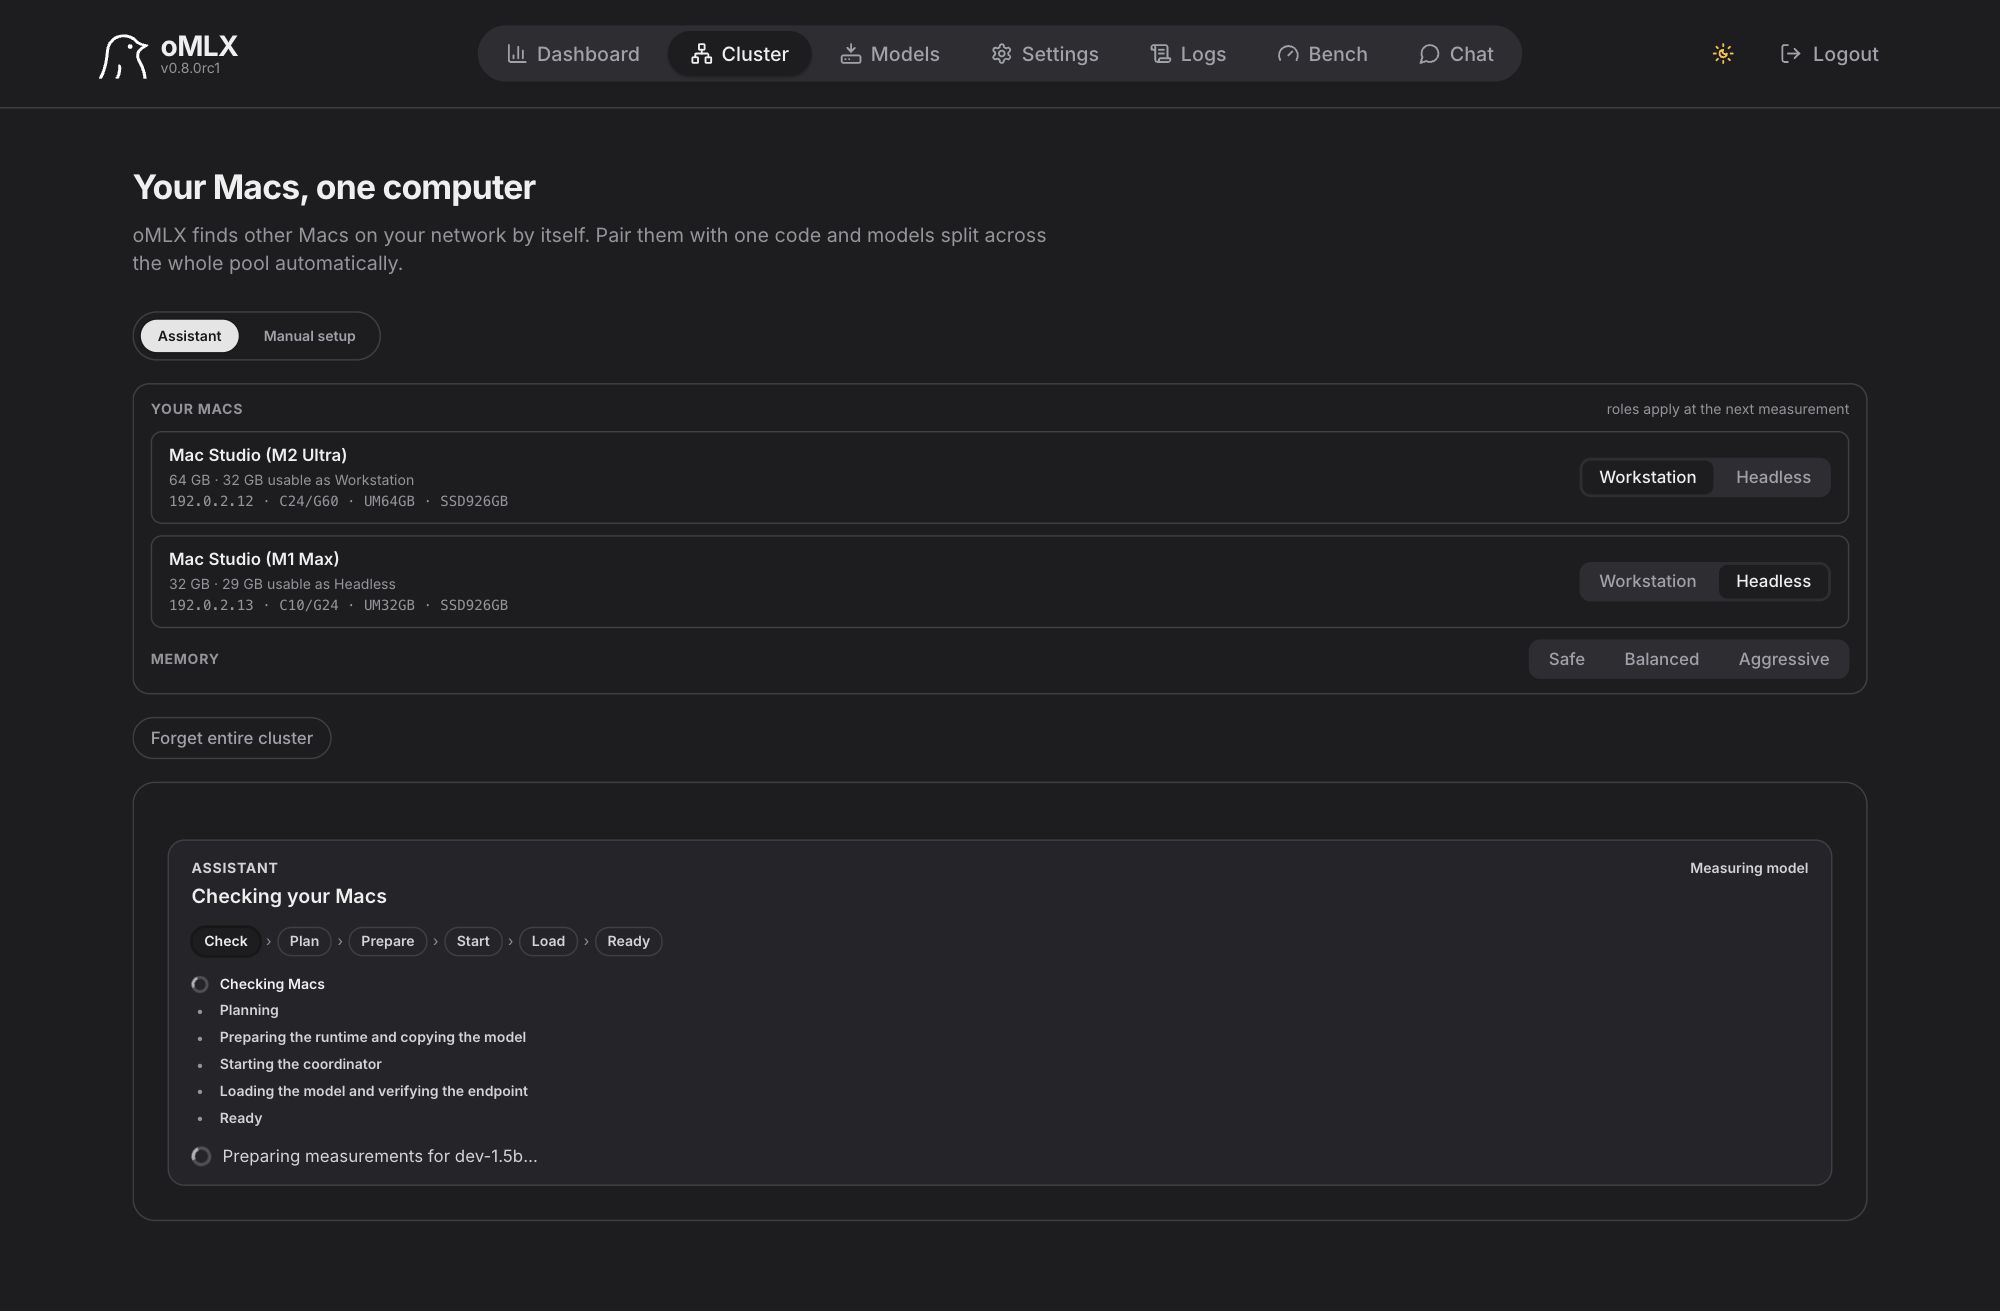 oMLX
v0.8.0rc1
Dashboard
Cluster
Models
Settings
Logs
Bench
Chat
Logout
Your Macs, one computer
oMLX finds other Macs on your network by itself. Pair them with one code and models split across
the whole pool automatically.
Assistant
Manual setup
YOUR MACS
roles apply at the next measurement
Mac Studio (M2 Ultra)
64 GB · 32 GB usable as Workstation
192.0.2.12 · C24/G60 · UM64GB · SSD926GB
Workstation
Headless
Mac Studio (M1 Max)
32 GB · 29 GB usable as Headless
192.0.2.13 · C10/G24 · UM32GB · SSD926GB
Workstation
Headless
MEMORY
Safe
Balanced
Aggressive
Forget entire cluster
ASSISTANT
Measuring model
Checking your Macs
Check › Plan › Prepare › Start › Load › Ready
Checking Macs
• Planning
• Preparing the runtime and copying the model
• Starting the coordinator
• Loading the model and verifying the endpoint
• Ready
Preparing measurements for dev-1.5b...